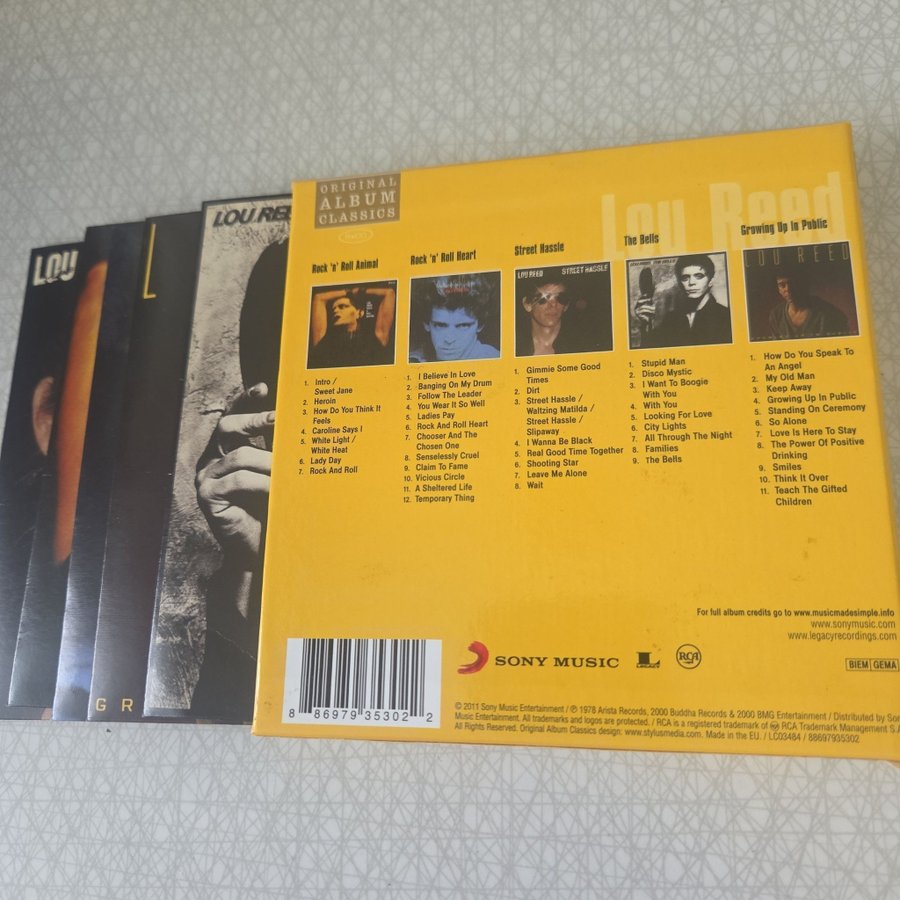 LOU
L
LOU REE
G R
ORIGINAL
ALBUM
CLASSICS
Lou Reed
Rock 'n' Roll Animal
1. Intro /
Sweet Jane
2. Heroin
3. How Do You Think It
Feels
4. Caroline Says I
5. White Light /
White Heat
6. Lady Day
7. Rock And Roll
Rock 'n' Roll Heart
1. I Believe In Love
2. Banging On My Drum
3. Follow The Leader
4. You Wear It So Well
5. Ladies Pay
6. Rock And Roll Heart
7. Chooser And The
Chosen One
8. Senselessly Cruel
9. Claim To Fame
10. Vicious Circle
11. A Sheltered Life
12. Temporary Thing
Street Hassle
LOU REED STREET HASSLE
1. Gimmie Some Good
Times
2. Dirt
3. Street Hassle /
Waltzing Matilda /
Street Hassle /
Slipaway
4. I Wanna Be Black
5. Real Good Time Together
6. Shooting Star
7. Leave Me Alone
8. Wait
The Bells
1. Stupid Man
2. Disco Mystic
3. I Want To Boogie
With You
4. With You
5. Looking For Love
6. City Lights
7. All Through The Night
8. Families
9. The Bells
Growing Up In Public
LOU REED
1. How Do You Speak To
An Angel
2. My Old Man
3. Keep Away
4. Growing Up In Public
5. Standing On Ceremony
6. So Alone
7. Love Is Here To Stay
8. The Power Of Positive
Drinking
9. Smiles
10. Think It Over
11. Teach The Gifted
Children
For full album credits go to www.musicmadesimple.info
www.sonymusic.com
www.legacyrecordings.com
BIEM GEMA
8 86979 35302 2
SONY MUSIC
LEGACY
RCA
© 2011 Sony Music Entertainment / ℗ 1978 Arista Records, 2000 Buddha Records & 2000 BMG Entertainment / Distributed by Son
Music Entertainment. All trademarks and logos are protected. / RCA is a registered trademark of RCA Trademark Management S.A
All Rights Reserved. Original Album Classics design: www.stylusmedia.com. Made in the EU. / LC03484 / 88697935302